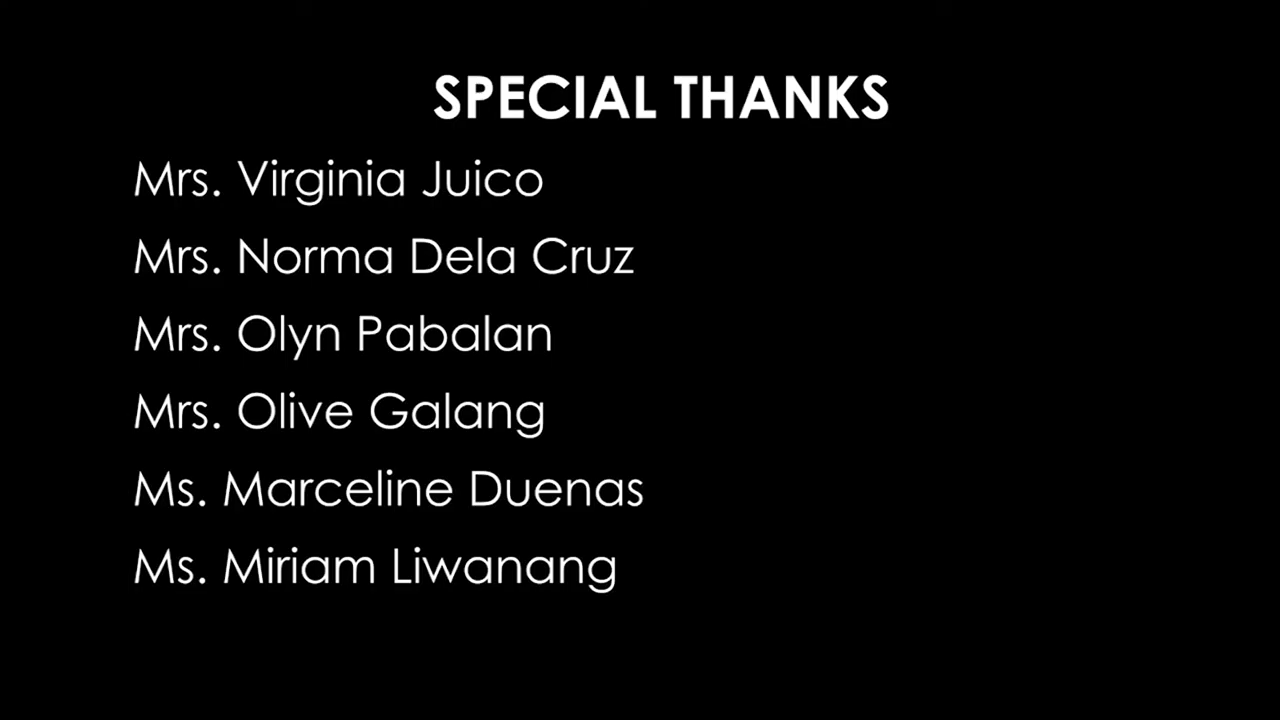 SPECIAL THANKS
Mrs. Virginia Juico
Mrs. Norma Dela Cruz
Mrs. Olyn Pabalan
Mrs. Olive Galang
Ms. Marceline Duenas
Ms. Miriam Liwanang